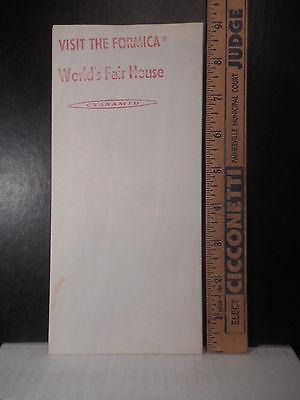 VISIT THE FORMICA®
World's Fair House
CYANAMID
ELECT CICCONETTI PAINESVILLE MUNICIPAL COURT JUDGE